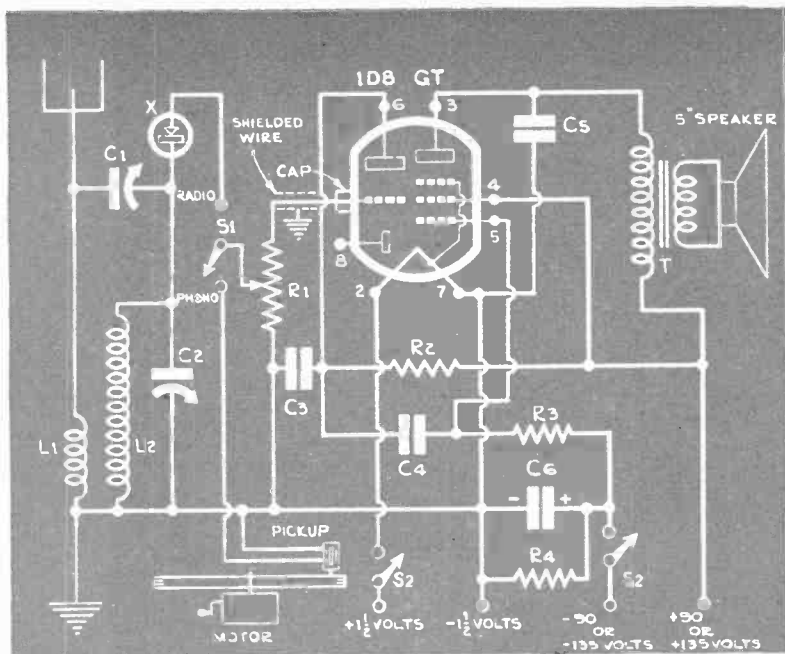 1D8 GT
6
3
X
SHIELDED
WIRE
CAP
C5
5" SPEAKER
C1
RADIO
S1
4
5
8
R1
2
7
T
PHONO
C2
R2
C3
L1
L2
C4
R3
C6
- +
R4
PICKUP
S2
S2
MOTOR
+1½ VOLTS
-1½ VOLTS
-90
OR
-135 VOLTS
+90
OR
+135 VOLTS